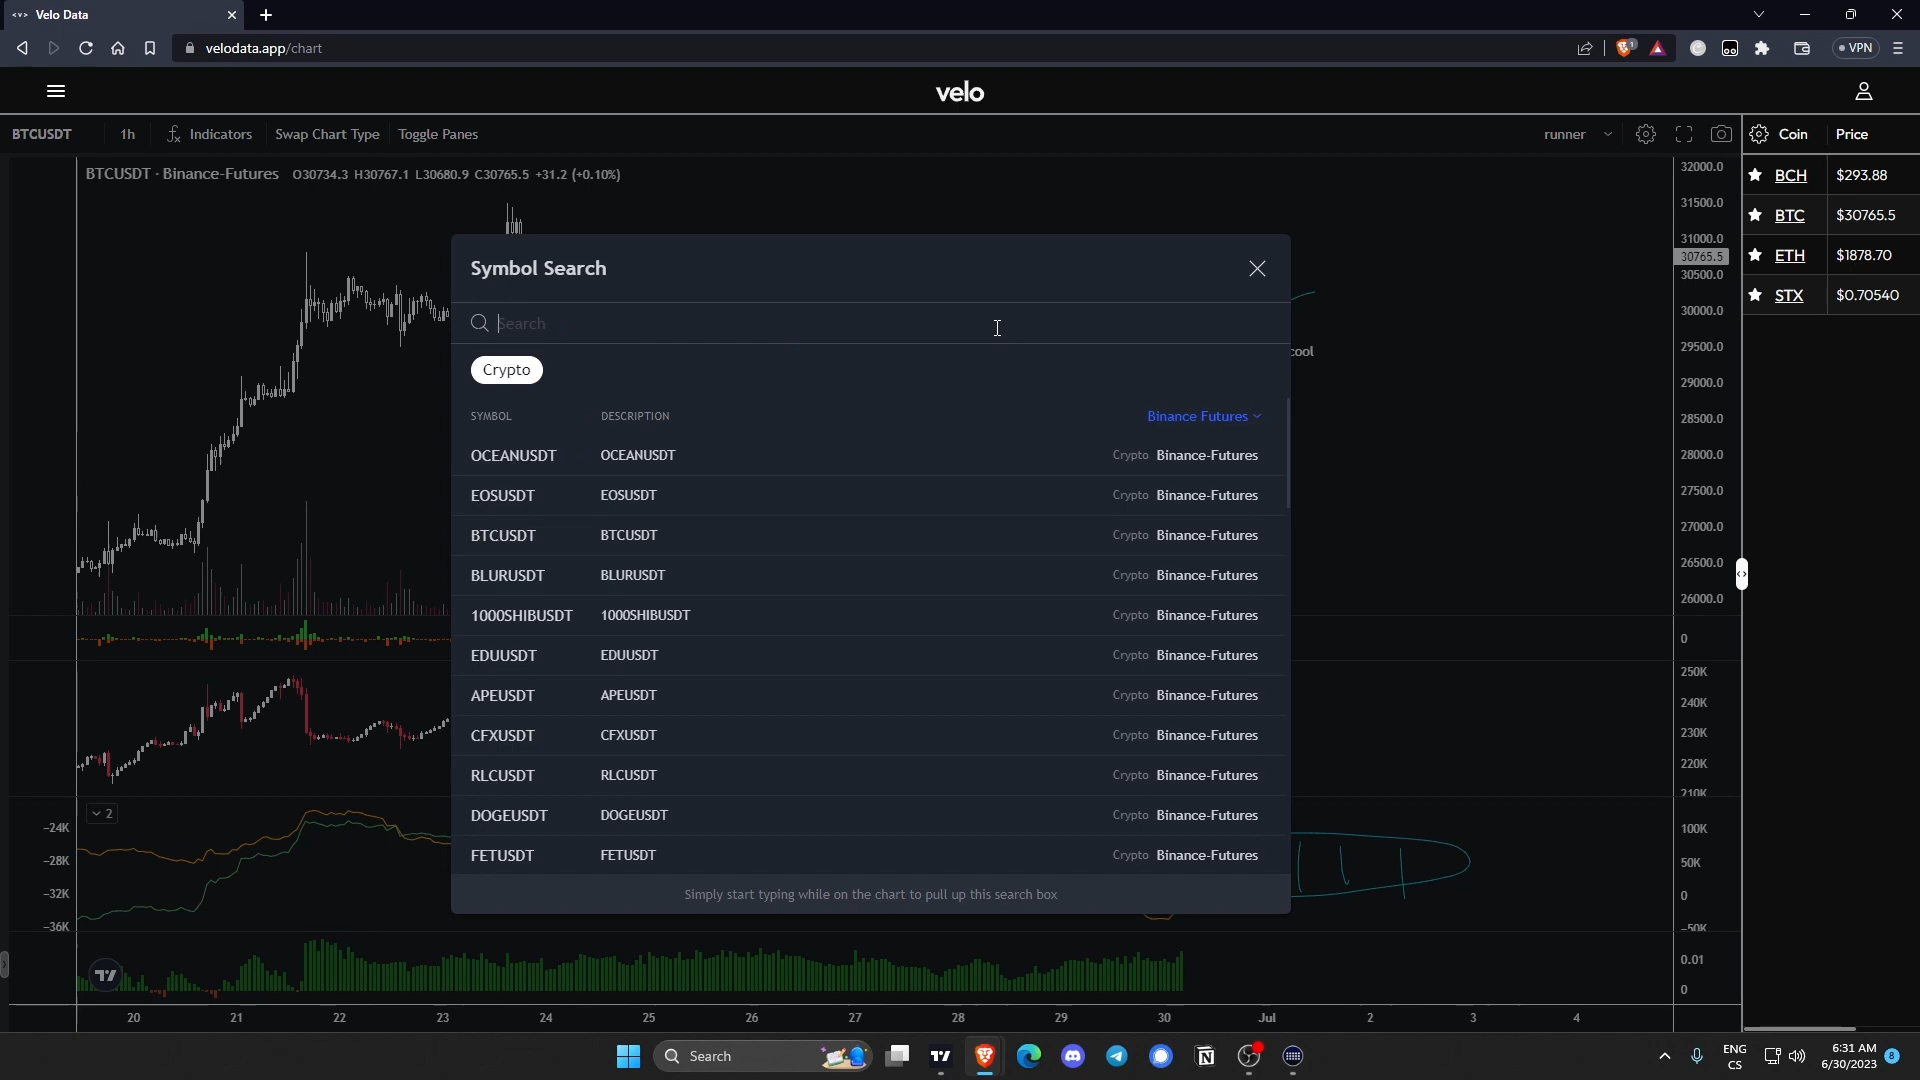 <v> Velo Data
velodata.app/chart
1
VPN
velo
BTCUSDT 1h Indicators Swap Chart Type Toggle Panes runner
Coin Price
BTCUSDT · Binance-Futures O30734.3 H30767.1 L30680.9 C30765.5 +31.2 (+0.10%)
BCH $293.88
BTC $30765.5
ETH $1878.70
STX $0.70540
32000.0
31500.0
31000.0
30765.5
30500.0
30000.0
29500.0
29000.0
28500.0
28000.0
27500.0
27000.0
26500.0
26000.0
0
250K
240K
230K
220K
210K
100K
50K
0
-50K
0.01
0
Symbol Search
Search
Crypto
cool
SYMBOL DESCRIPTION Binance Futures
OCEANUSDT OCEANUSDT Crypto Binance-Futures
EOSUSDT EOSUSDT Crypto Binance-Futures
BTCUSDT BTCUSDT Crypto Binance-Futures
BLURUSDT BLURUSDT Crypto Binance-Futures
1000SHIBUSDT 1000SHIBUSDT Crypto Binance-Futures
EDUUSDT EDUUSDT Crypto Binance-Futures
APEUSDT APEUSDT Crypto Binance-Futures
CFXUSDT CFXUSDT Crypto Binance-Futures
RLCUSDT RLCUSDT Crypto Binance-Futures
DOGEUSDT DOGEUSDT Crypto Binance-Futures
FETUSDT FETUSDT Crypto Binance-Futures
Simply start typing while on the chart to pull up this search box
2
-24K
-28K
-32K
-36K
20 21 22 23 24 25 26 27 28 29 30 Jul 2 3 4
Search
ENG
CS
6:31 AM
6/30/2023
8